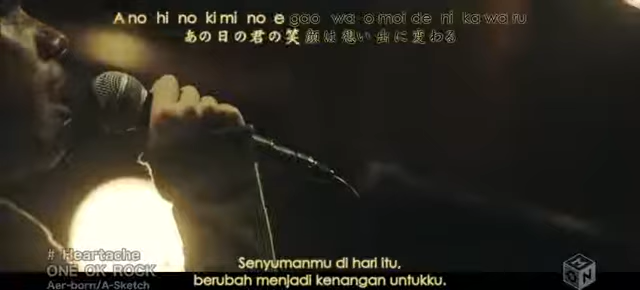 A no hi no ki mi no e gao wa o moi de ni ka wa ru
あの日の君の笑顔は想い出に変わる
# Heartache
ONE OK ROCK
Aer-born/A-Sketch
Senyumanmu di hari itu,
berubah menjadi kenangan untukku.
MON